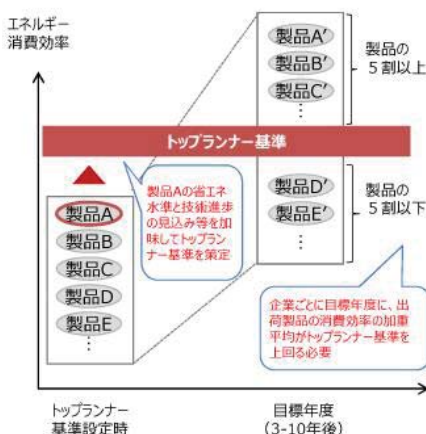 エネルギー
消費効率
製品A’
製品B’
製品C’
⋮
製品の
５割以上
トップランナー基準
製品Aの省エネ
水準と技術進歩
の見込み等を加
味してトップラン
ナー基準を策定
製品D’
製品E’
⋮
製品の
５割以下
製品A
製品B
製品C
製品D
製品E
⋮
企業ごとに目標年度に、出
荷製品の消費効率の加重
平均がトップランナー基準を
上回る必要
トップランナー
基準設定時
目標年度
（3-10年後）